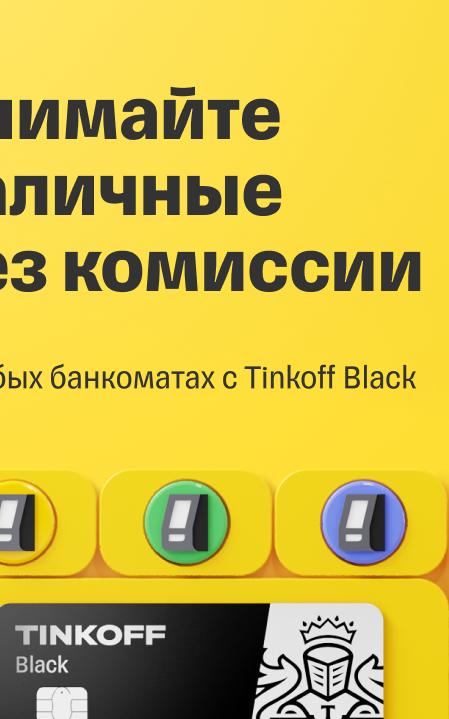 нимайте
аличные
ез комиссии
бых банкоматах с Tinkoff Black
TINKOFF
Black